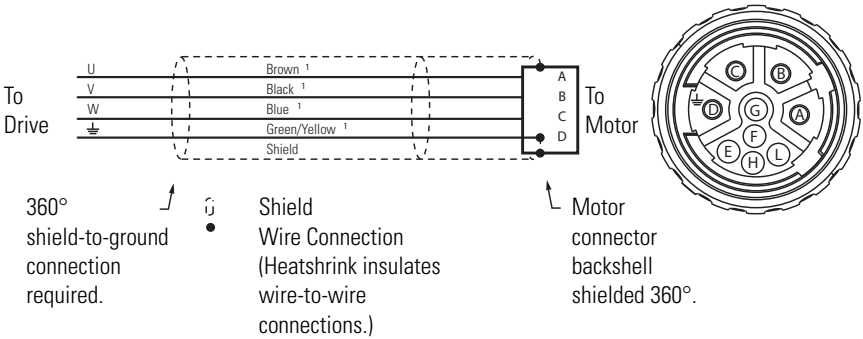 U Brown 1 A
V Black 1 B
W Blue 1 C
Green/Yellow 1 D
Shield
To
Drive
To
Motor
C B
D G A
F
E H L
360°
shield-to-ground
connection
required.
Shield
Wire Connection
(Heatshrink insulates
wire-to-wire
connections.)
Motor
connector
backshell
shielded 360°.